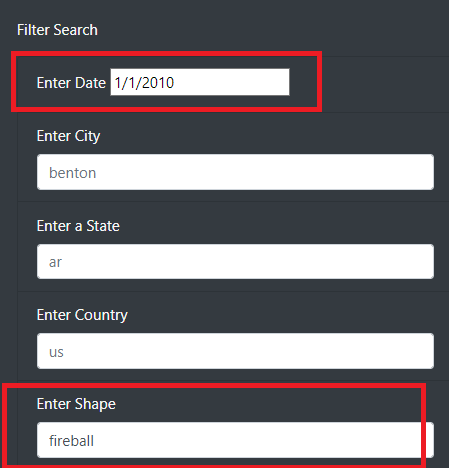 Filter Search
Enter Date 1/1/2010
Enter City
benton
Enter a State
ar
Enter Country
us
Enter Shape
fireball